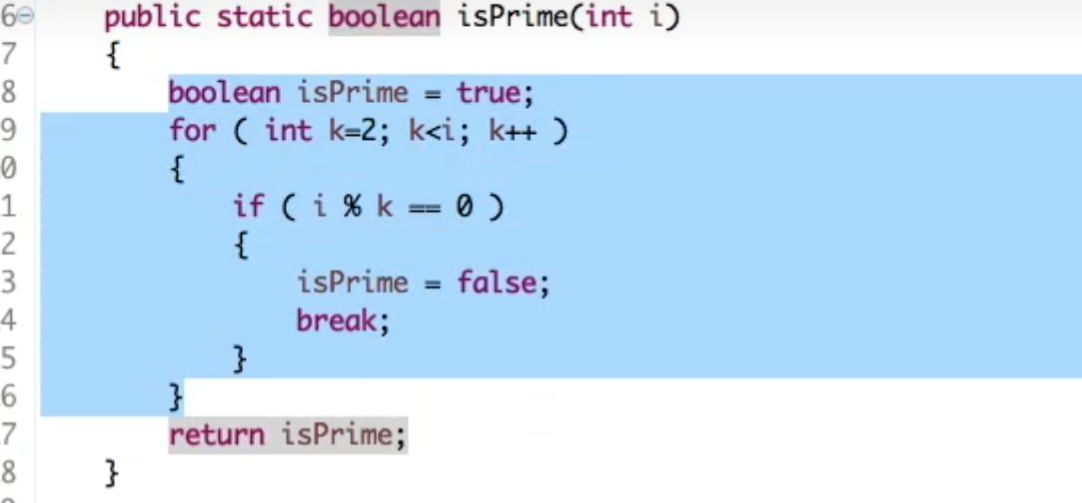 6 public static boolean isPrime(int i)
7 {
8 boolean isPrime = true;
9 for ( int k=2; k<i; k++ )
0 {
1 if ( i % k == 0 )
2 {
3 isPrime = false;
4 break;
5 }
6 }
7 return isPrime;
8 }